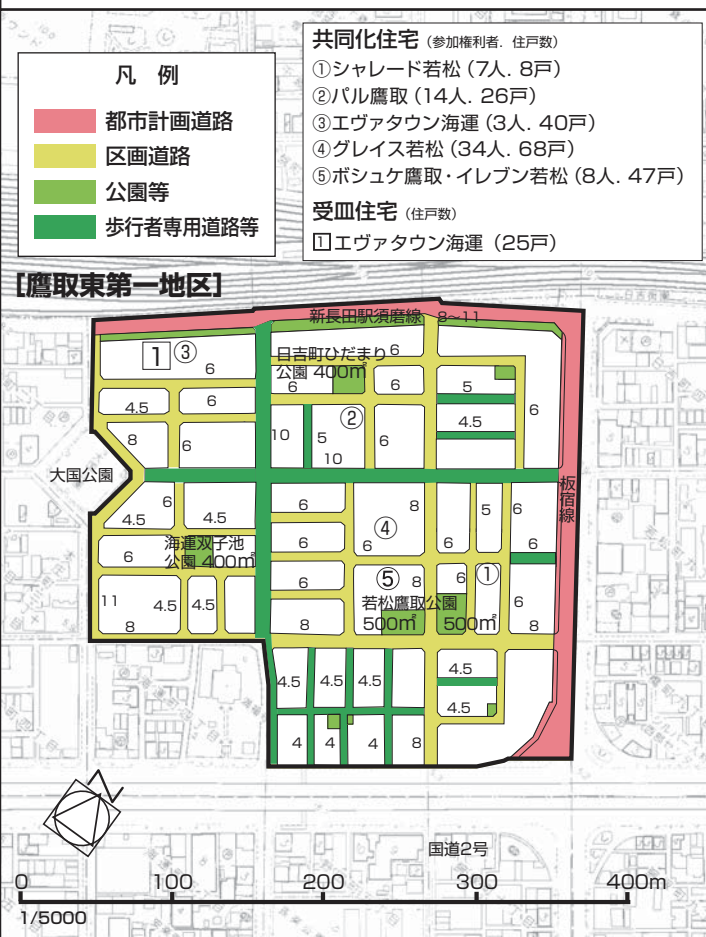 凡 例
都市計画道路
区画道路
公園等
歩行者専用道路等
共同化住宅（参加権利者．住戸数）
①シャレード若松（7人．8戸）
②パル鷹取（14人．26戸）
③エヴァタウン海運（3人．40戸）
④グレイス若松（34人．68戸）
⑤ボシュケ鷹取・イレブン若松（8人．47戸）
受皿住宅（住戸数）
1エヴァタウン海運（25戸）
[鷹取東第一地区]
新長田駅須磨線 8〜11
1 ③
6
日吉町ひだまり 6
公園 400㎡
6 6 5
4.5 6 4.5 6
8 6 10 5 ② 6
10
大国公園
板宿線
6 6 8 5 6
4.5 4.5
④
6 6 6 6
海運双子池
6 公園 400㎡
6 ⑤ 8 6 ①
11 4.5 4.5
若松鷹取公園 6
8 8 500㎡ 500㎡ 8
4.5 4.5 4.5 4.5
4.5
4 4 4 8
N
国道2号
0 100 200 300 400m
1/5000